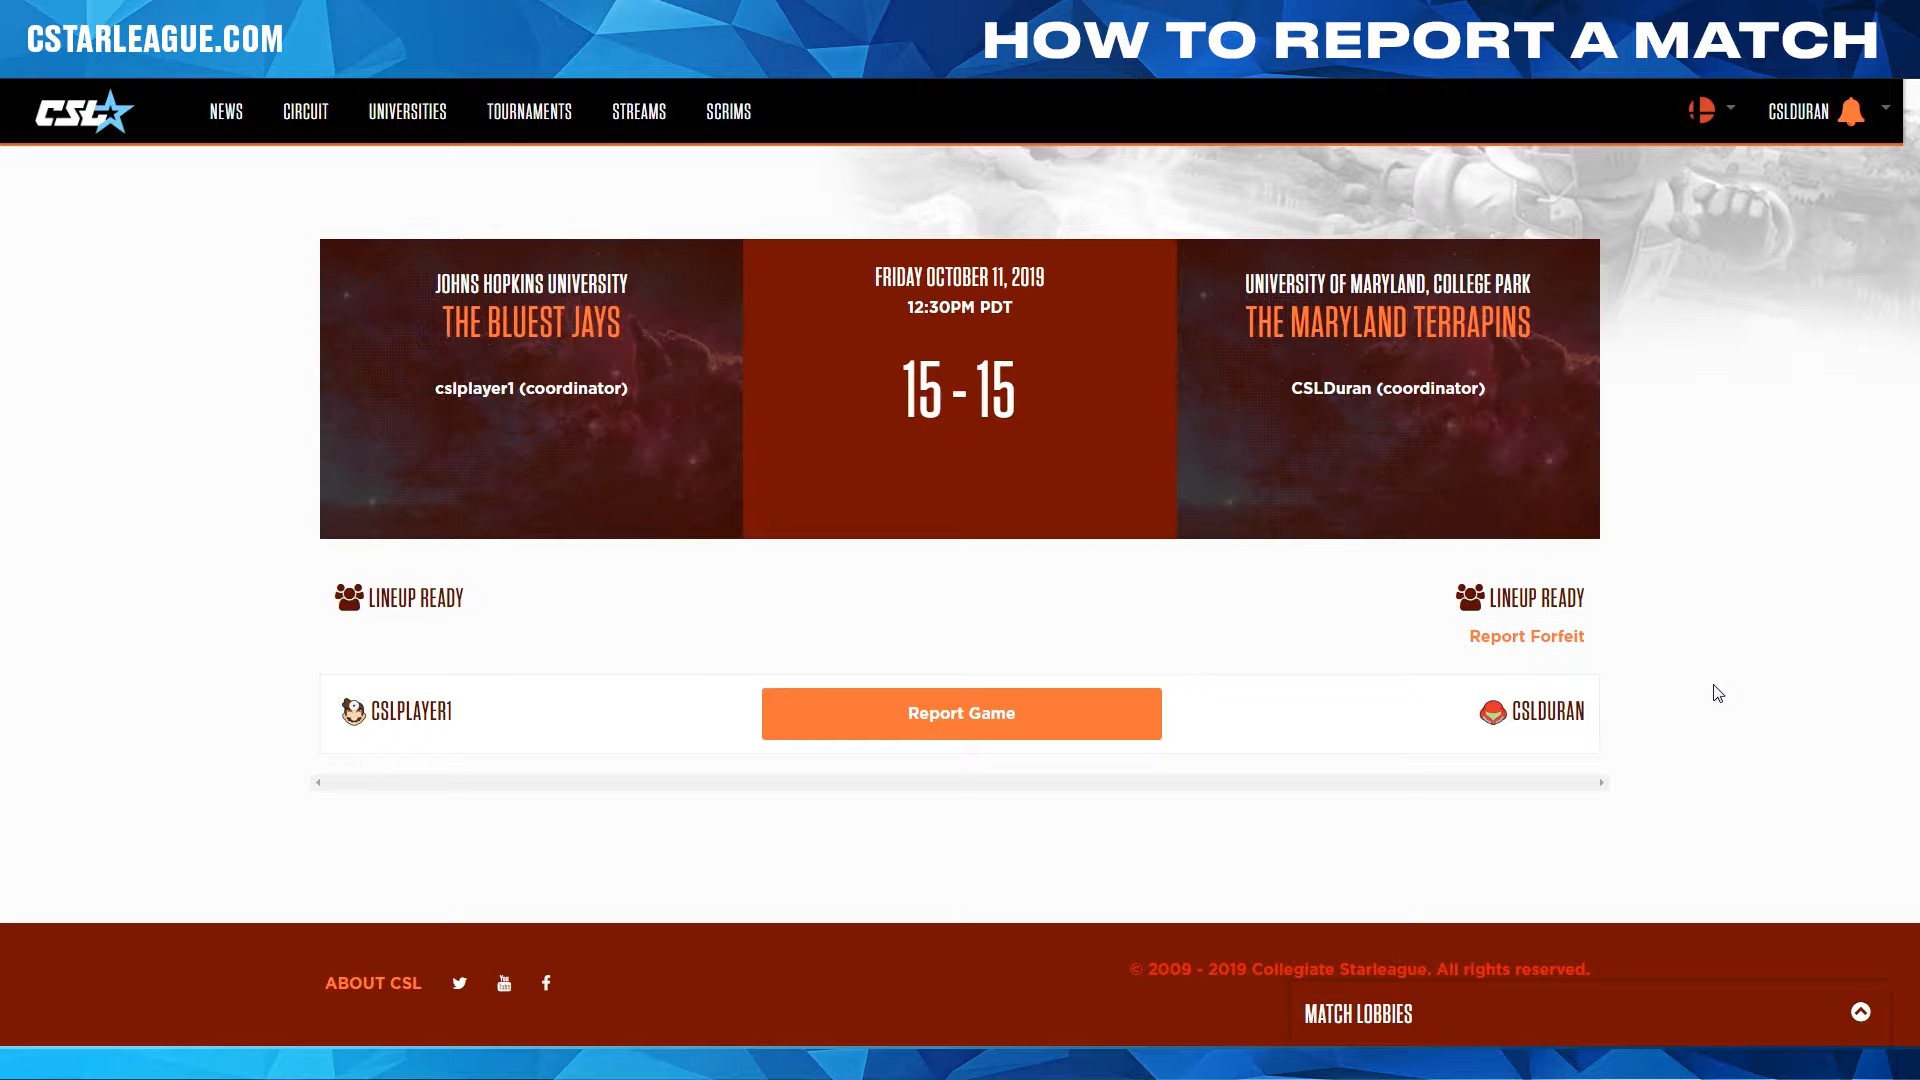 CSTARLEAGUE.COM
HOW TO REPORT A MATCH
CSL
NEWS CIRCUIT UNIVERSITIES TOURNAMENTS STREAMS SCRIMS CSLDURAN
JOHNS HOPKINS UNIVERSITY
THE BLUEST JAYS
cslplayer1 (coordinator)
FRIDAY OCTOBER 11, 2019
12:30PM PDT
15 - 15
UNIVERSITY OF MARYLAND, COLLEGE PARK
THE MARYLAND TERRAPINS
CSLDuran (coordinator)
LINEUP READY
LINEUP READY
Report Forfeit
CSLPLAYER1
Report Game
CSLDURAN
ABOUT CSL
You Tube
© 2009 - 2019 Collegiate Starleague. All rights reserved.
MATCH LOBBIES